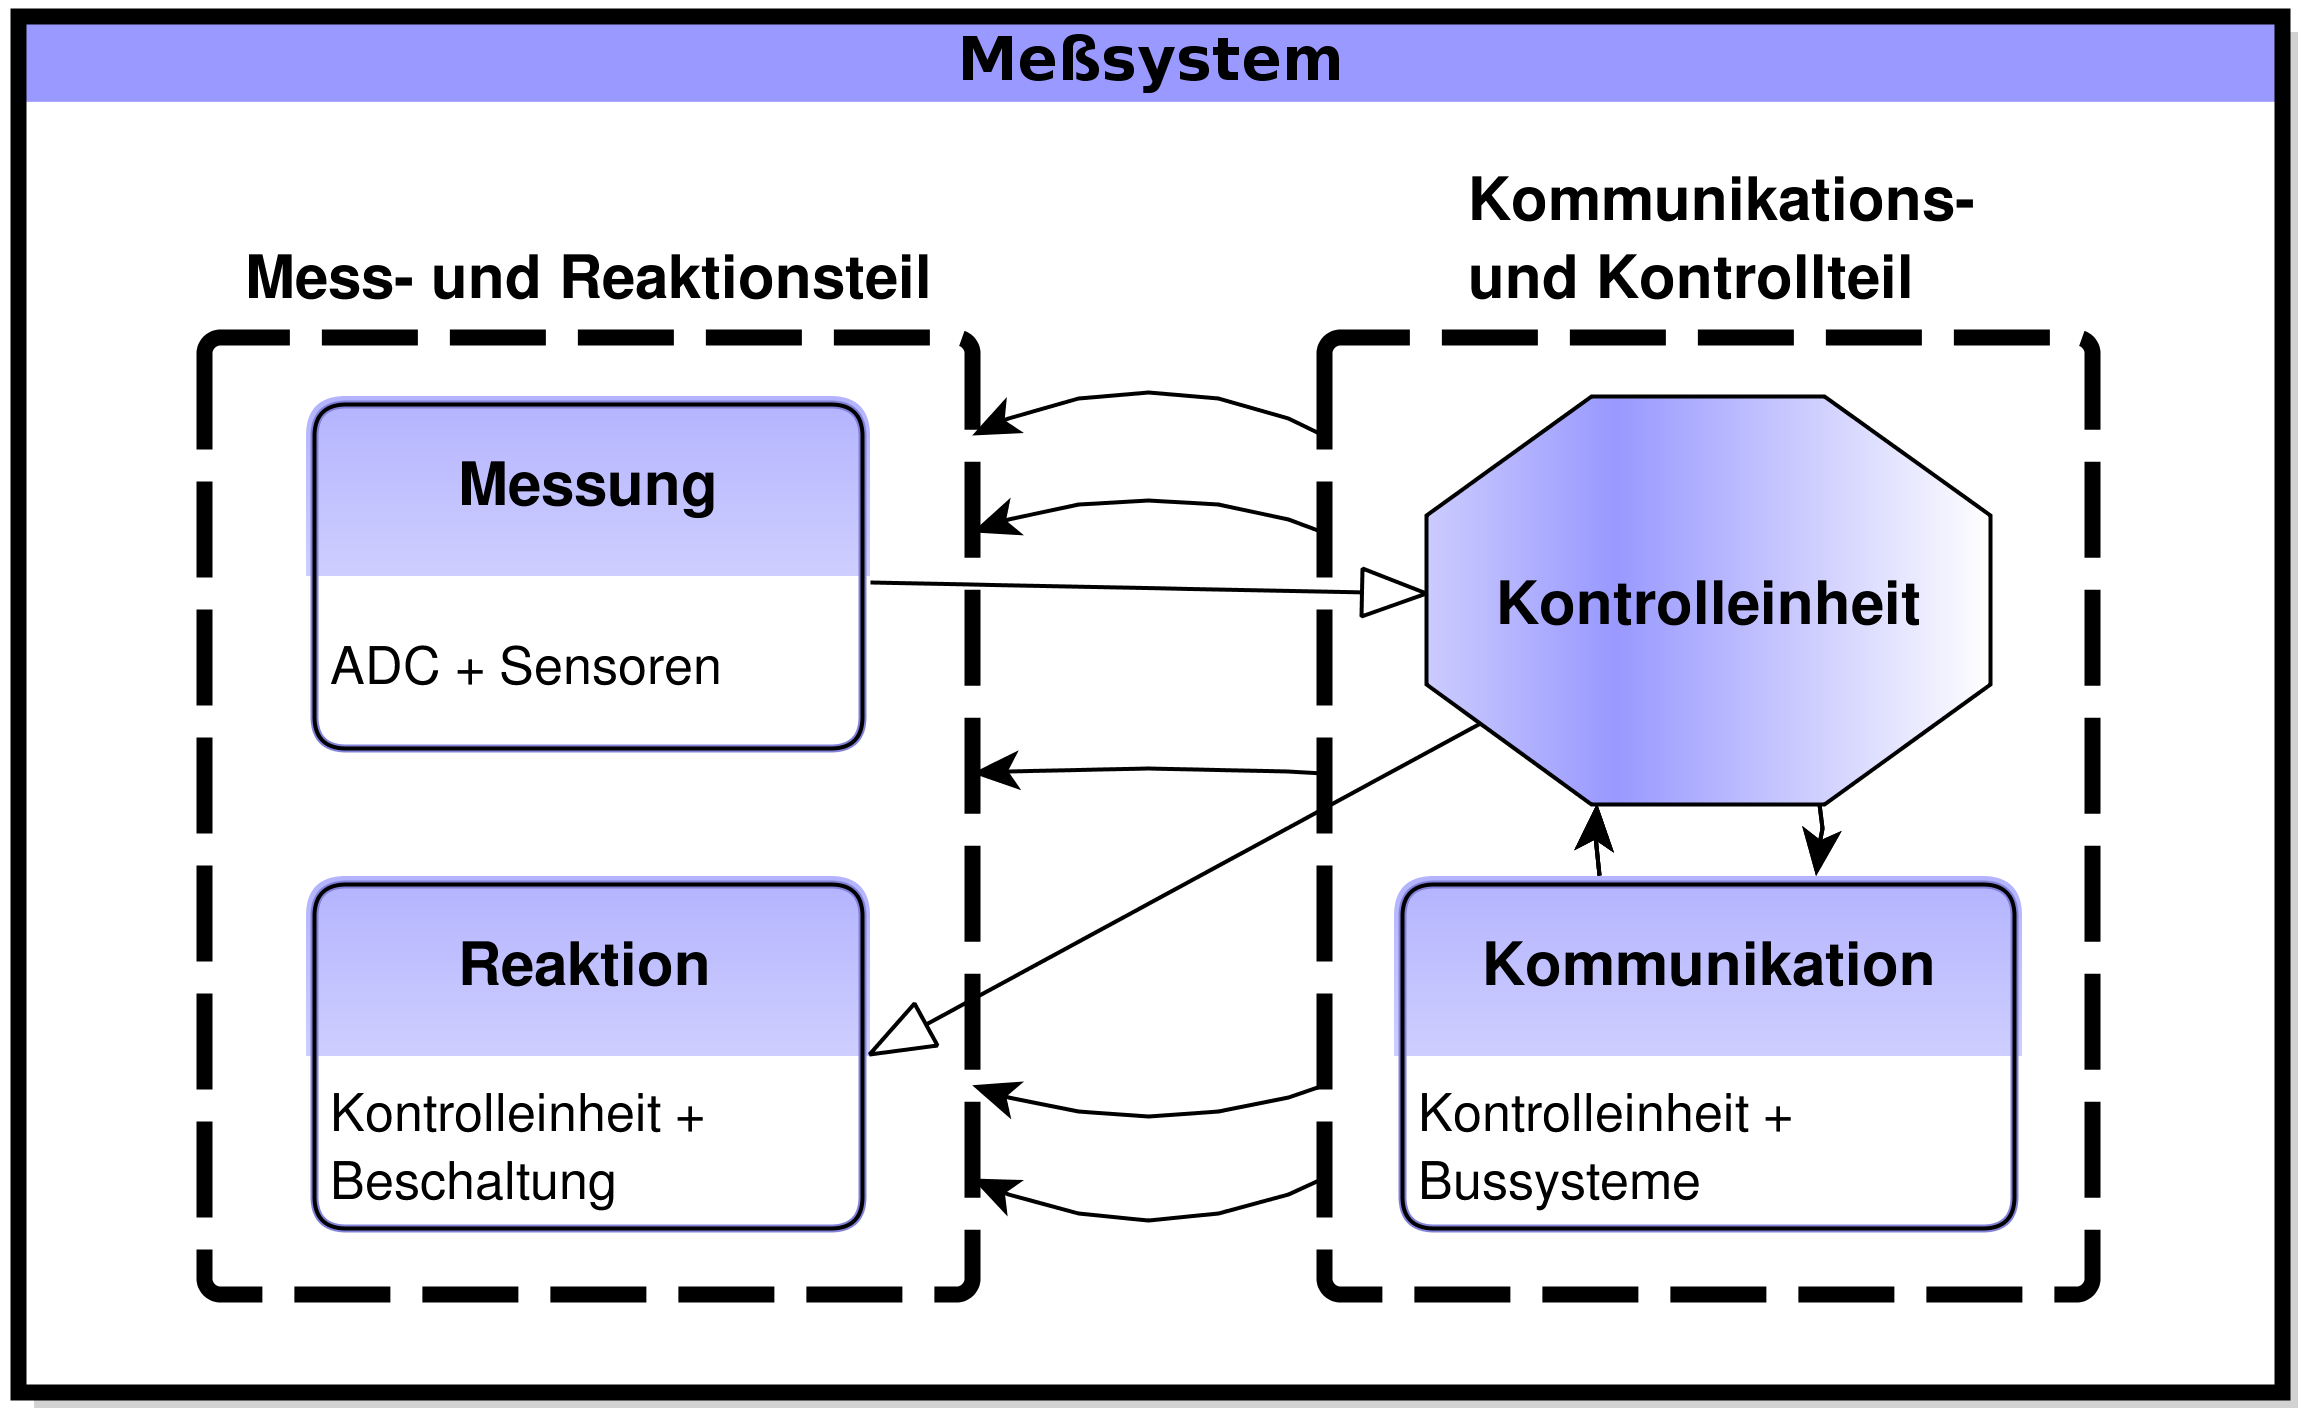 Meßsystem
Mess- und Reaktionsteil
Messung
ADC + Sensoren
Reaktion
Kontrolleinheit +
Beschaltung
Kommunikations-
und Kontrollteil
Kontrolleinheit
Kommunikation
Kontrolleinheit +
Bussysteme